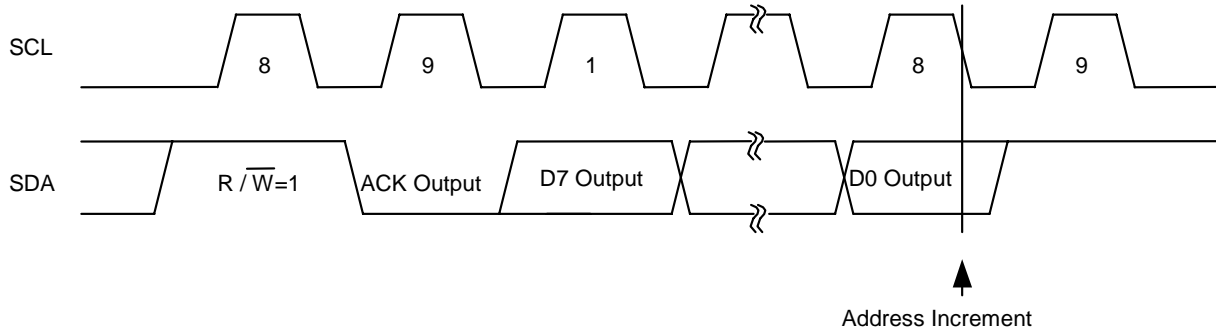 SCL
8
9
1
8
9
SDA
R / W=1
ACK Output
D7 Output
D0 Output
Address Increment